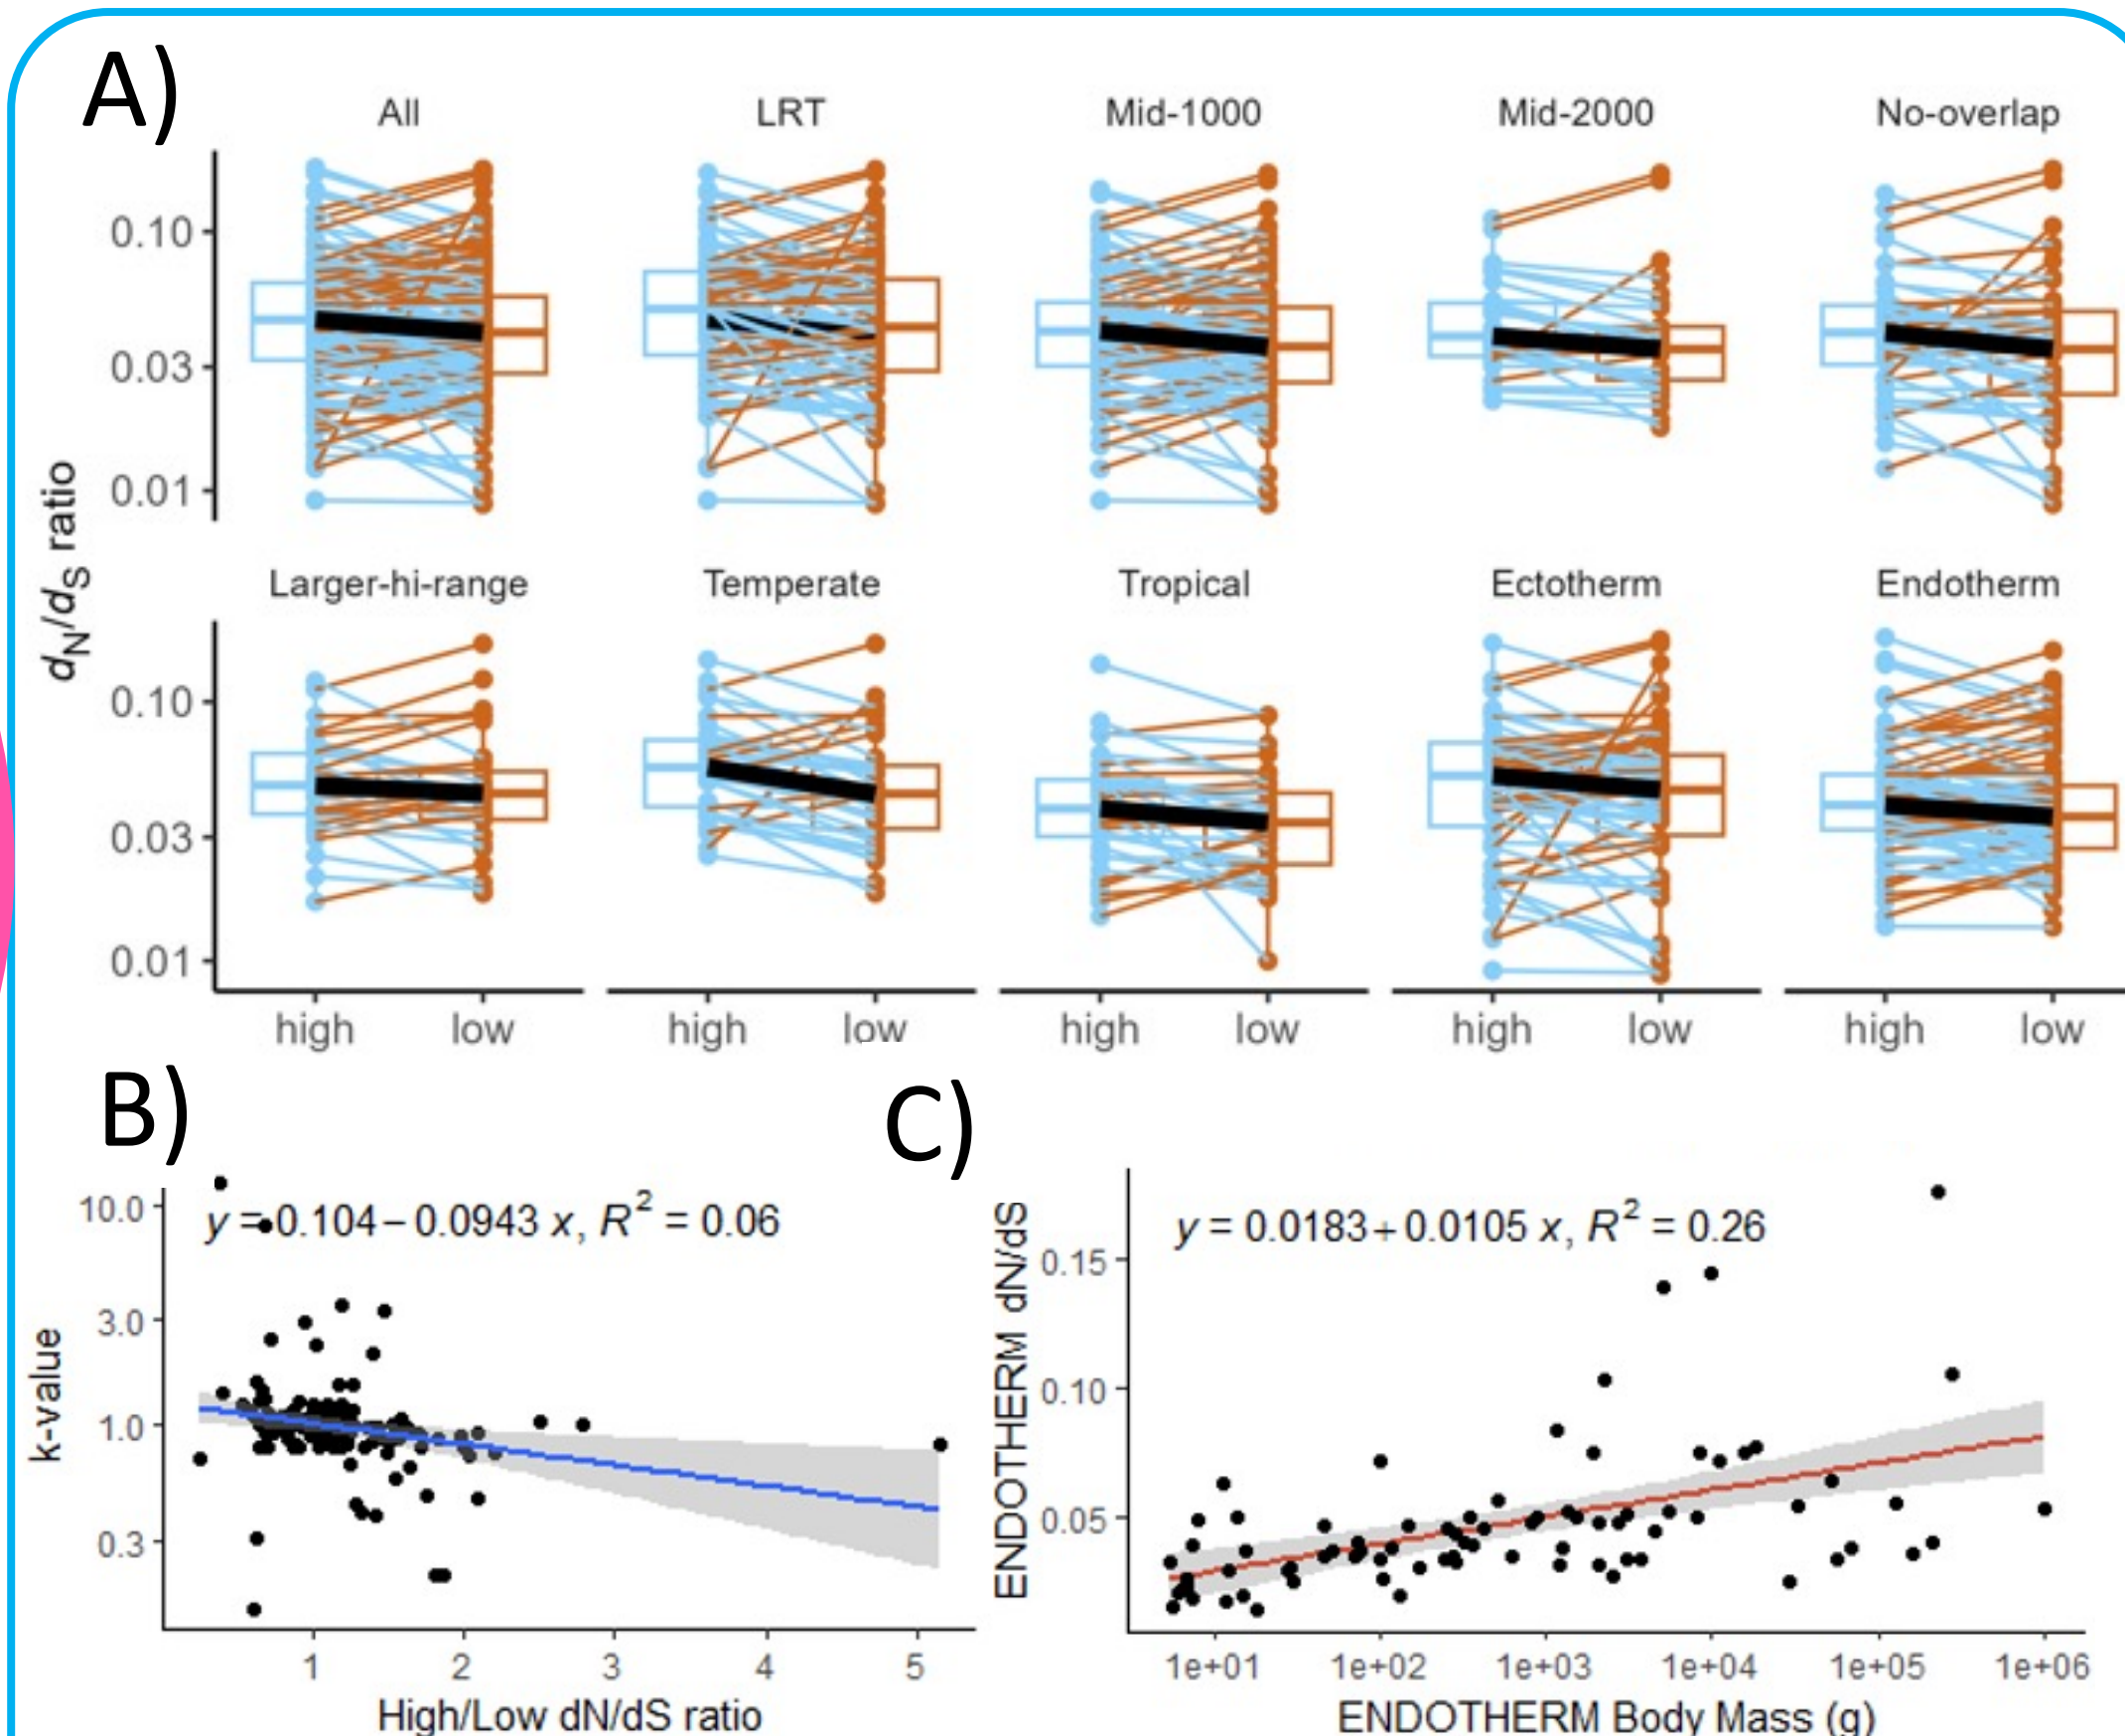 A)
All LRT Mid-1000 Mid-2000 No-overlap
0.10
0.03
0.01
dN/dS ratio
Larger-hi-range Temperate Tropical Ectotherm Endotherm
0.10
0.03
0.01
high low high low high low high low high low
B)
y = 0.104 − 0.0943 x, R² = 0.06
10.0
3.0
1.0
0.3
k-value
1 2 3 4 5
High/Low dN/dS ratio
C)
y = 0.0183 + 0.0105 x, R² = 0.26
0.15
0.10
0.05
ENDOTHERM dN/dS
1e+01 1e+02 1e+03 1e+04 1e+05 1e+06
ENDOTHERM Body Mass (g)